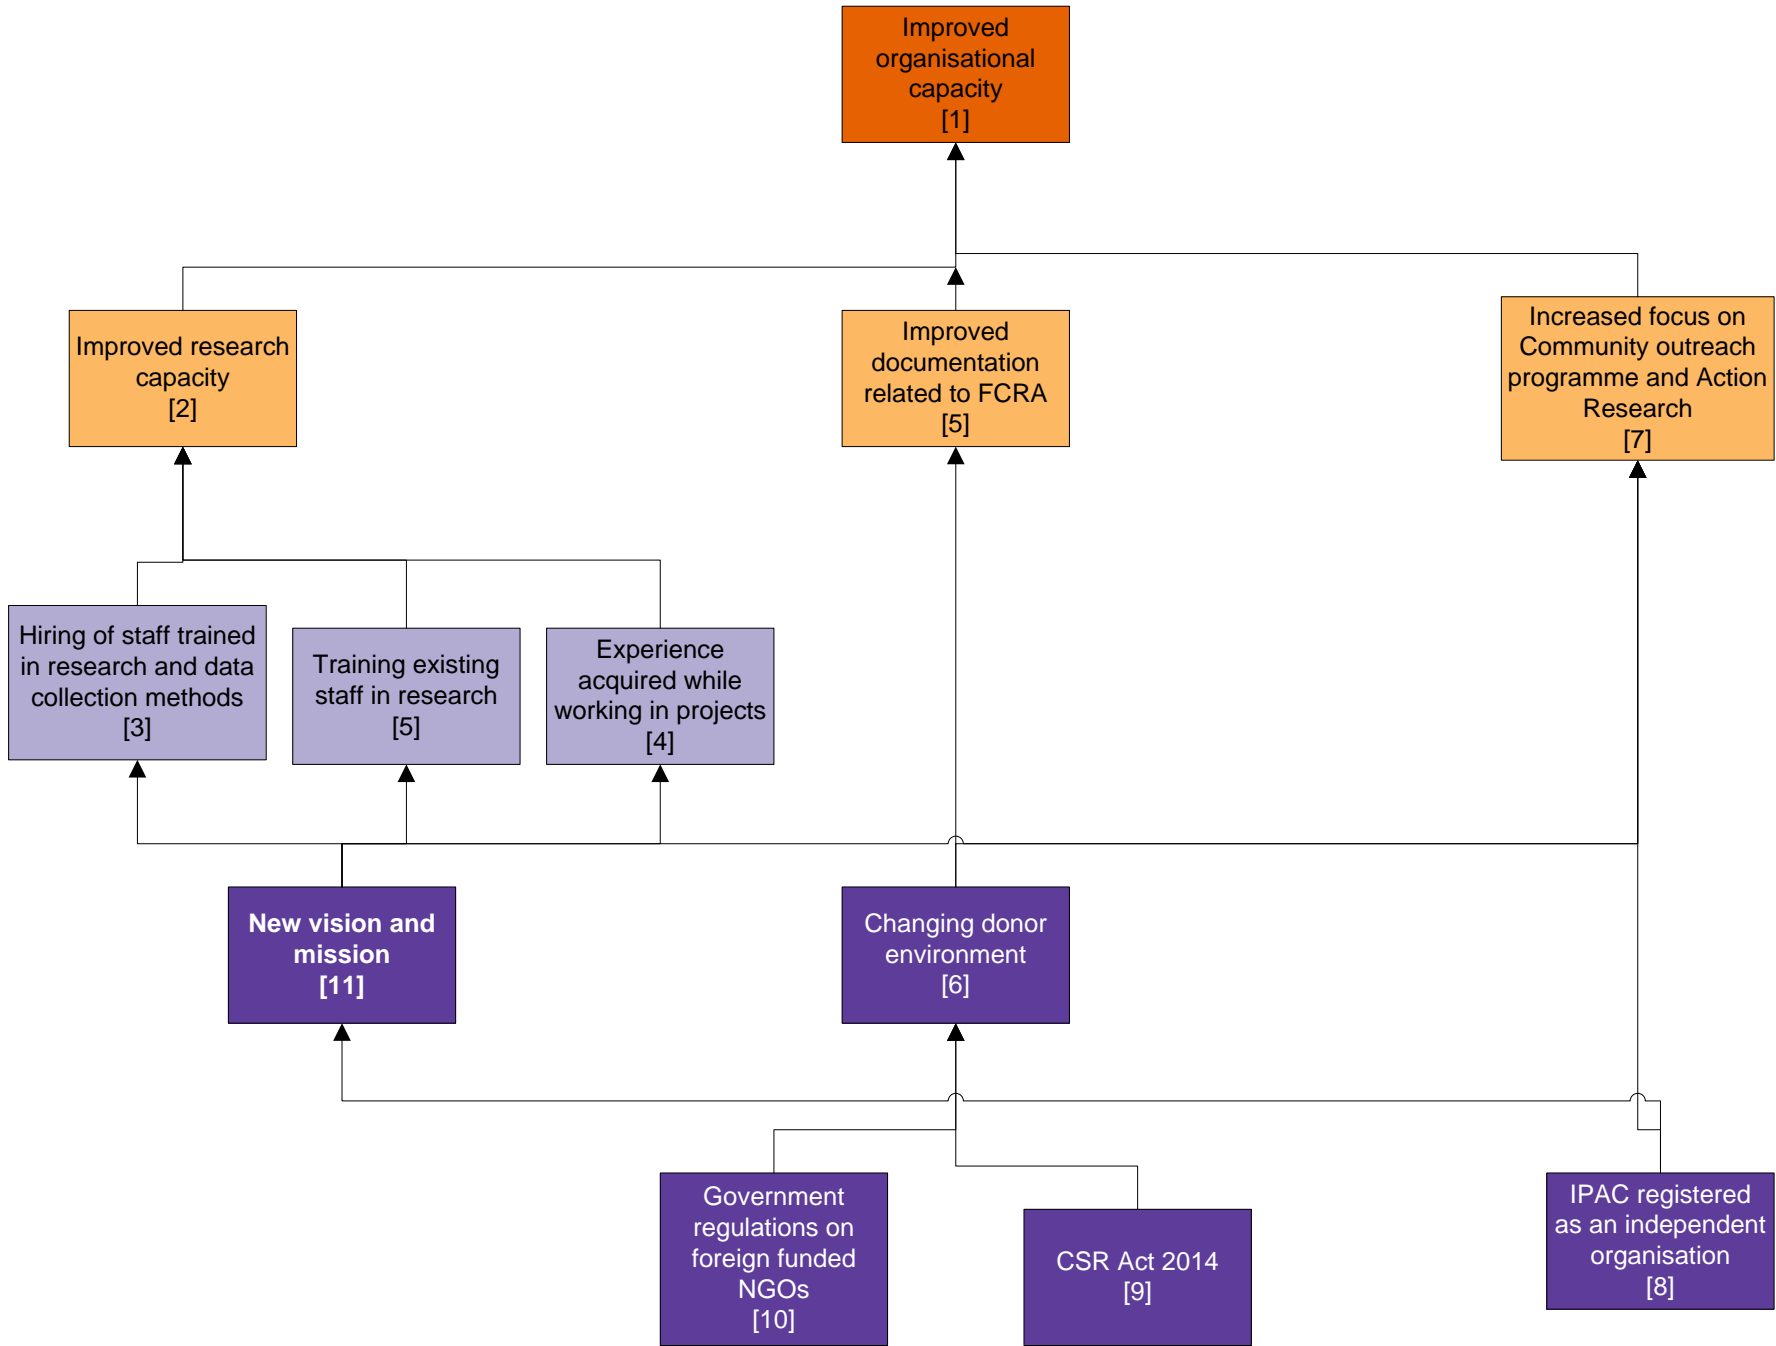 Improved
organisational
capacity
[1]
Improved research
capacity
[2]
Improved
documentation
related to FCRA
[5]
Increased focus on
Community outreach
programme and Action
Research
[7]
Hiring of staff trained
in research and data
collection methods
[3]
Training existing
staff in research
[5]
Experience
acquired while
working in projects
[4]
New vision and
mission
[11]
Changing donor
environment
[6]
Government
regulations on
foreign funded
NGOs
[10]
CSR Act 2014
[9]
IPAC registered
as an independent
organisation
[8]